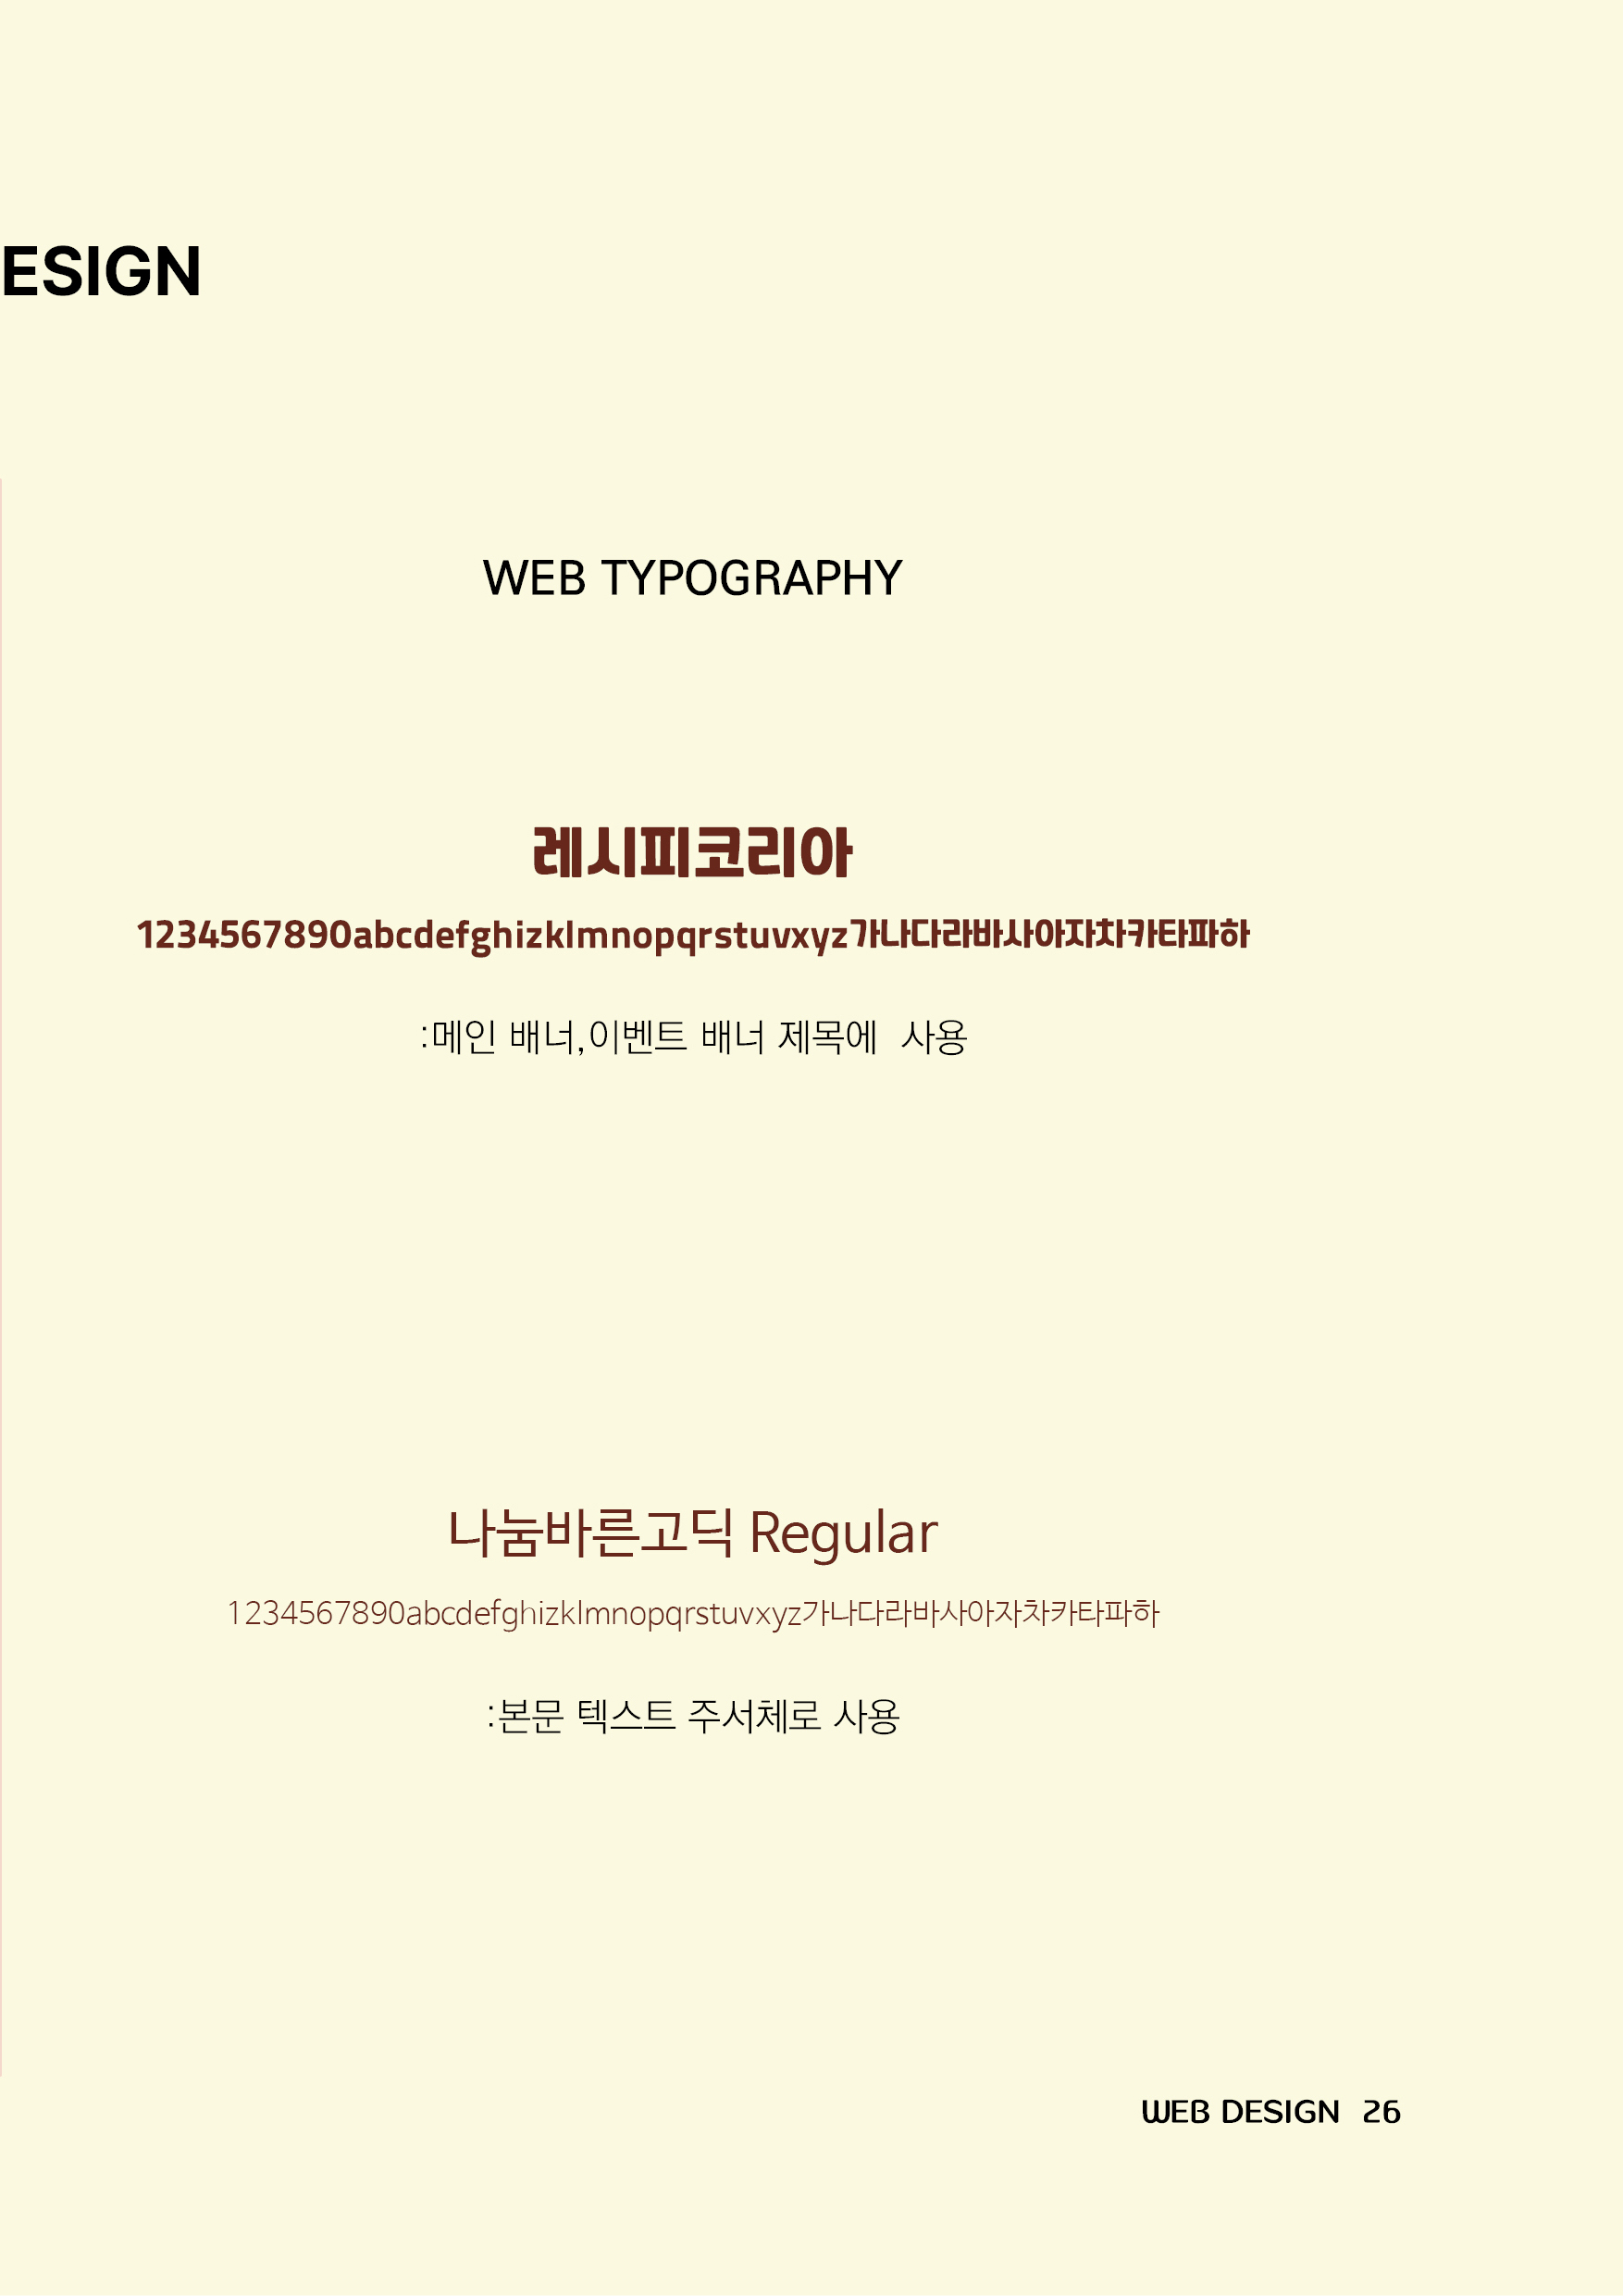 ESIGN
WEB TYPOGRAPHY
레시피코리아
1234567890abcdefghizklmnopqrstuvxyz가나다라바사아자차카타파하
:메인 배너,이벤트 배너 제목에  사용
나눔바른고딕 Regular
1234567890abcdefghizklmnopqrstuvxyz가나다라바사아자차카타파하
:본문 텍스트 주서체로 사용
WEB DESIGN  26